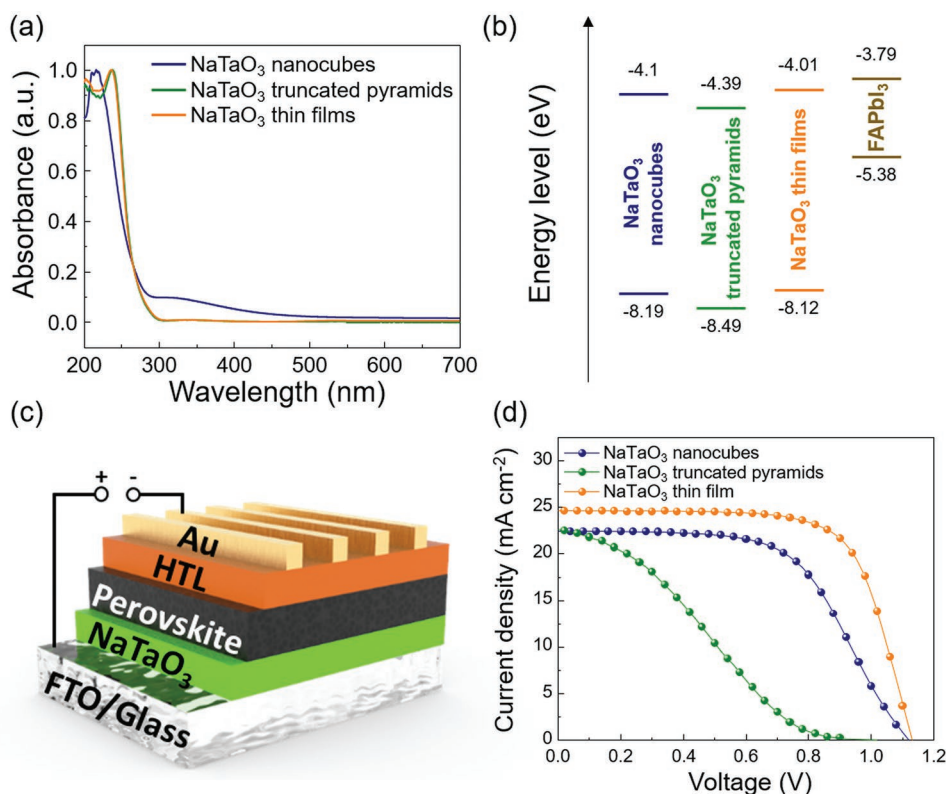 (a)
Absorbance (a.u.)
1.0
0.8
0.6
0.4
0.2
0.0
NaTaO₃ nanocubes
NaTaO₃ truncated pyramids
NaTaO₃ thin films
200 300 400 500 600 700
Wavelength (nm)
(b)
Energy level (eV)
-4.1
NaTaO₃
nanocubes
-8.19
-4.39
NaTaO₃
truncated pyramids
-8.49
-4.01
NaTaO₃ thin films
-8.12
-3.79
FAPbI₃
-5.38
(c)
+ -
Au
HTL
Perovskite
NaTaO₃
FTO/Glass
(d)
Current density (mA cm⁻²)
30
25
20
15
10
5
0
NaTaO₃ nanocubes
NaTaO₃ truncated pyramids
NaTaO₃ thin film
0.0 0.2 0.4 0.6 0.8 1.0 1.2
Voltage (V)